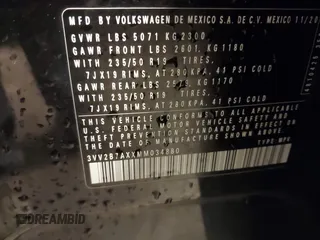 MFD BY VOLKSWAGEN DE MEXICO S.A. DE C.V. MEXICO 11/20
GVWR LBS 5071 KG 2300
GAWR FRONT LBS 2601 KG 1180
WITH 235/50 R19 TIRES,
7JX19 RIMS, AT 280 KPA, 41 PSI COLD
GAWR REAR LBS KG 1170
WITH 235/50 R19 TIRES,
7JX19 RIMS, AT 280 KPA, 41 PSI COLD
THIS VEHICLE CONFORMS TO ALL APPLICABLE
FEDERAL MOTOR VEHICLE SAFETY, BUMPER, AND
THEFT PREVENTION STANDARDS IN EFFECT ON THE
DATE OF MANUFACTURE SHOWN ABOVE.
TYPE: MPV
DREAMBID